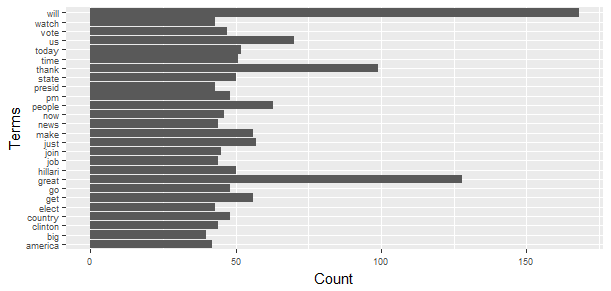 will
watch
vote
us
today
time
thank
state
presid
pm
people
now
news
make
just
join
job
hillari
great
go
get
elect
country
clinton
big
america
Terms
0 50 100 150
Count